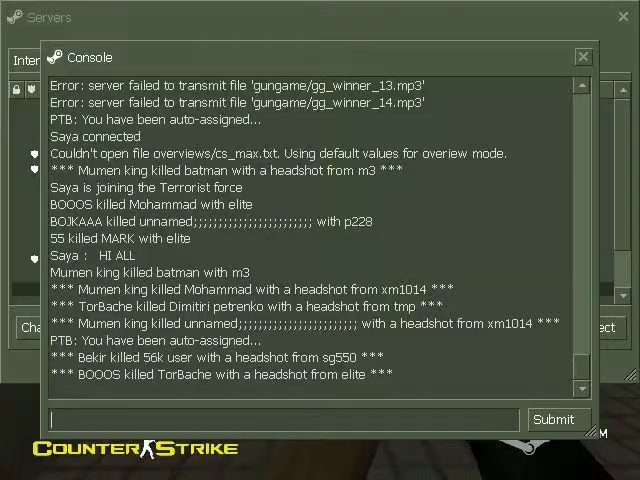 Servers
Inter
Console
Error: server failed to transmit file 'gungame/gg_winner_13.mp3'
Error: server failed to transmit file 'gungame/gg_winner_14.mp3'
PTB: You have been auto-assigned...
Saya connected
Couldn't open file overviews/cs_max.txt. Using default values for overiew mode.
*** Mumen king killed batman with a headshot from m3 ***
Saya is joining the Terrorist force
BOOOS killed Mohammad with elite
BOJKAAA killed unnamed;;;;;;;;;;;;;;;;;;;;;;;; with p228
55 killed MARK with elite
Saya :   HI ALL
Mumen king killed batman with m3
*** Mumen king killed Mohammad with a headshot from xm1014 ***
*** TorBache killed Dimitiri petrenko with a headshot from tmp ***
*** Mumen king killed unnamed;;;;;;;;;;;;;;;;;;;;;;;; with a headshot from xm1014 ***
PTB: You have been auto-assigned...
*** Bekir killed 56k user with a headshot from sg550 ***
*** BOOOS killed TorBache with a headshot from elite ***
Cha
ect
Submit
COUNTER STRIKE
M